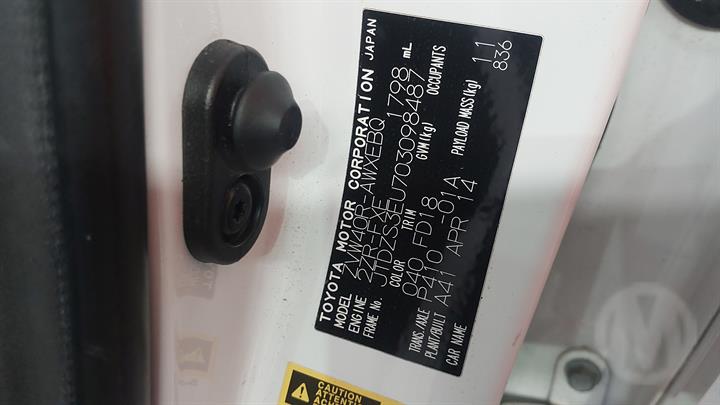 TOYOTA MOTOR CORPORATION JAPAN
MODEL ZVW40R-AWXEBQ
ENGINE 2ZR-FXE 1798 mL
FRAME No. JTDZS3EU703098487
COLOR TRIM GVM(kg) OCCUPANTS
040 FD18 11
TRANS./AXLE P410 -01A PAYLOAD MASS(kg) 836
PLANT/BUILT A41 APR 14
CAR NAME
CAUTION
ATTENTI